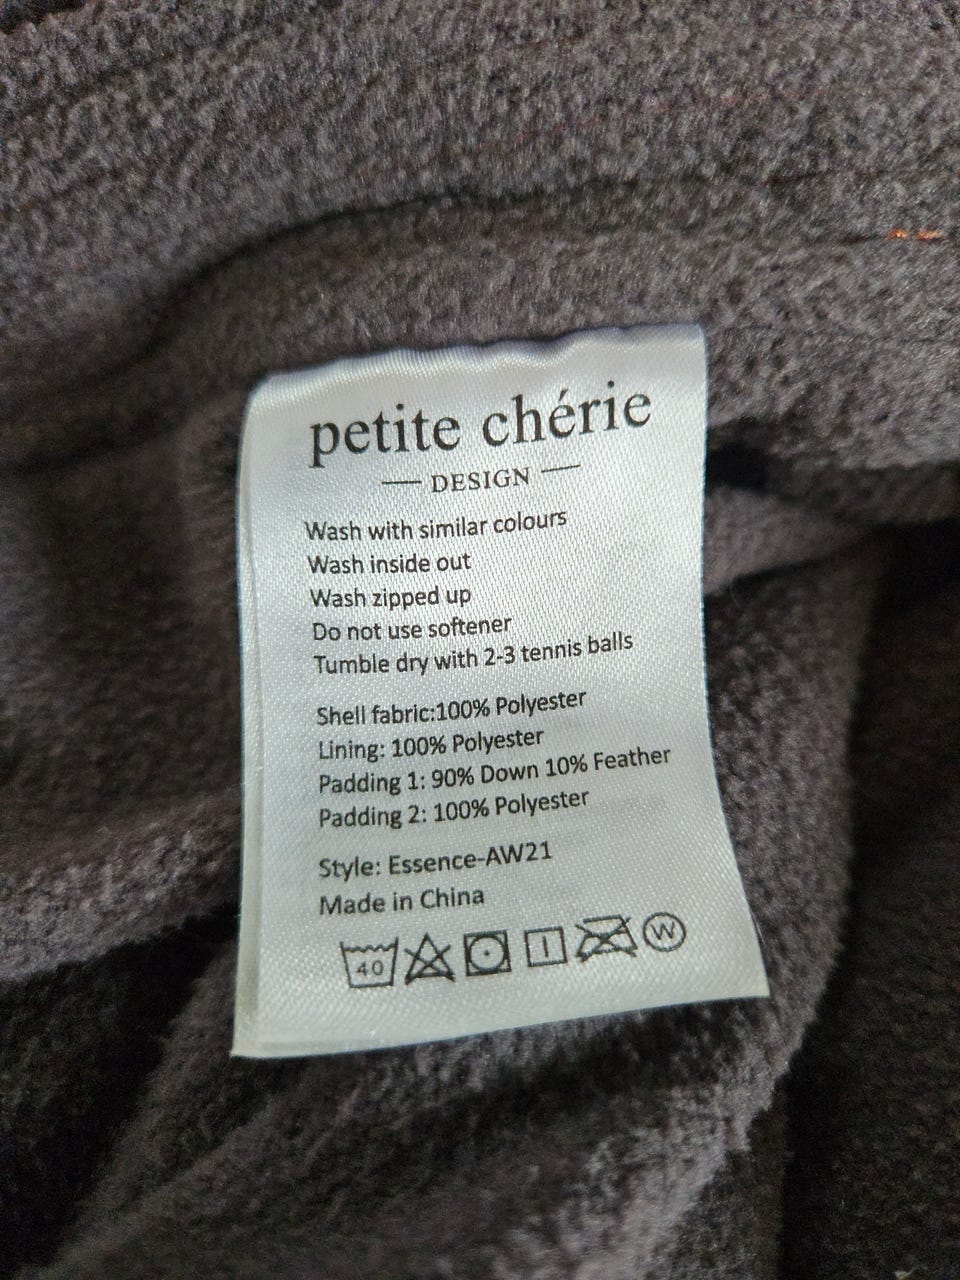 petite chérie
DESIGN
Wash with similar colours
Wash inside out
Wash zipped up
Do not use softener
Tumble dry with 2-3 tennis balls
Shell fabric:100% Polyester
Lining: 100% Polyester
Padding 1: 90% Down 10% Feather
Padding 2: 100% Polyester
Style: Essence-AW21
Made in China
40 W